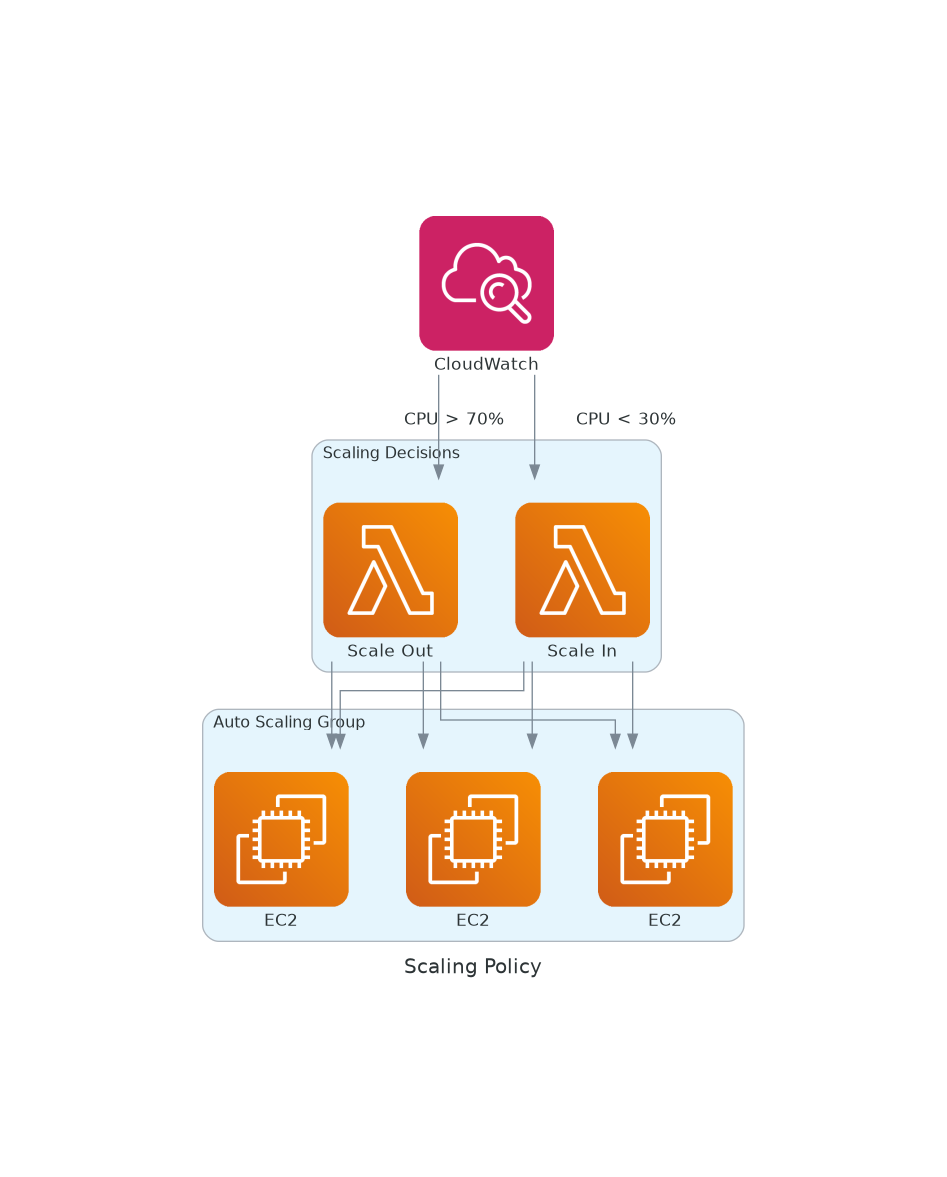 CloudWatch
CPU > 70%
CPU < 30%
Scaling Decisions
Scale Out
Scale In
Auto Scaling Group
EC2
EC2
EC2
Scaling Policy